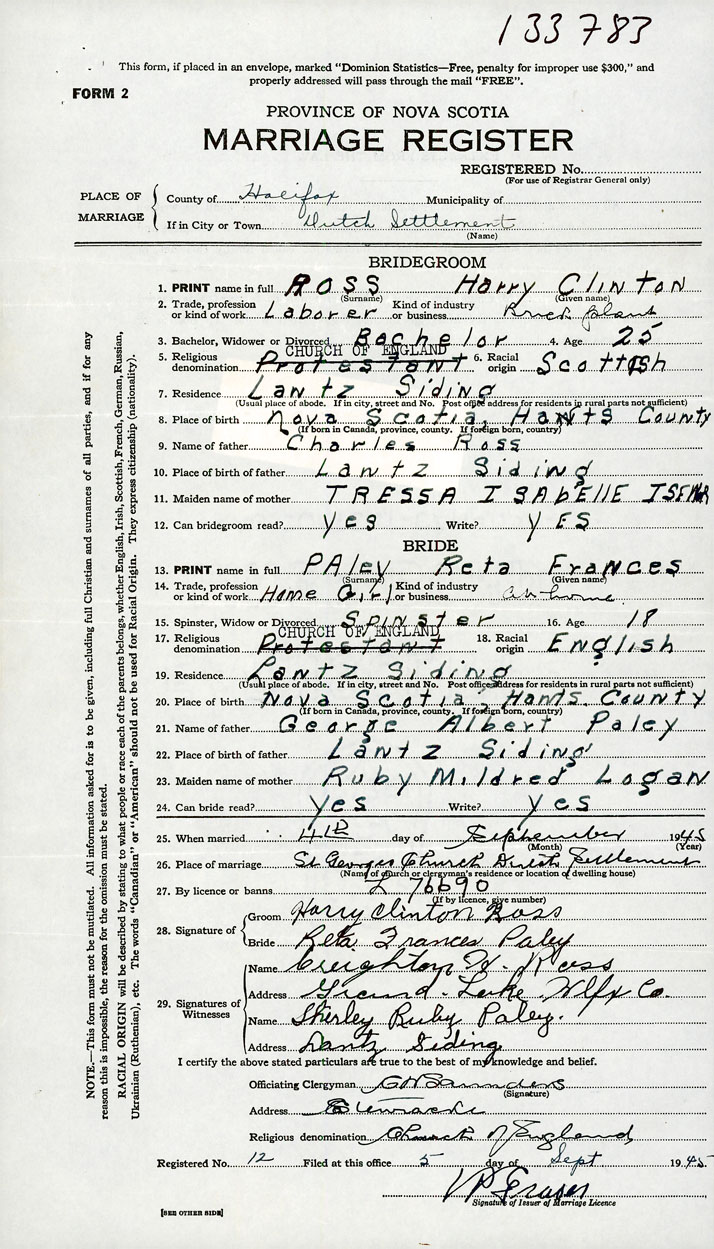 133783
This form, if placed in an envelope, marked "Dominion Statistics—Free, penalty for improper use $300," and
properly addressed will pass through the mail "FREE".
FORM 2
PROVINCE OF NOVA SCOTIA
MARRIAGE REGISTER
REGISTERED No.
(For use of Registrar General only)
PLACE OF MARRIAGE
County of Halifax Municipality of
If in City or Town Dutch Settlement
(Name)
BRIDEGROOM
1. PRINT name in full ROSS Harry Clinton
(Surname) (Given name)
2. Trade, profession or kind of work Laborer Kind of industry or business Brick plant
3. Bachelor, Widower or Divorced Bachelor 4. Age 25
CHURCH OF ENGLAND
5. Religious denomination Protestant 6. Racial origin Scottish
7. Residence Lantz Siding
(Usual place of abode. If in city, street and No. Post office address for residents in rural parts not sufficient)
8. Place of birth Nova Scotia, Hants County
(If born in Canada, province, county. If foreign born, country)
9. Name of father Charles Ross
10. Place of birth of father Lantz Siding
11. Maiden name of mother TRESSA ISAbELLE ISENOR
12. Can bridegroom read? yes Write? yES
BRIDE
13. PRINT name in full PAley Reta Frances
(Surname) (Given name)
14. Trade, profession or kind of work Home Girl Kind of industry or business at home
15. Spinster, Widow or Divorced Spinster 16. Age 18
CHURCH OF ENGLAND
17. Religious denomination Protestant 18. Racial origin English
19. Residence Lantz Siding
(Usual place of abode. If in city, street and No. Post office address for residents in rural parts not sufficient)
20. Place of birth Nova Scotia, Hants County
(If born in Canada, province, county. If foreign born, country)
21. Name of father George Albert Paley
22. Place of birth of father Lantz Siding
23. Maiden name of mother Ruby Mildred Logan
24. Can bride read? yes Write? yes
25. When married day of September 1945
(Month) (Year)
26. Place of marriage St Georges Church Dutch Settlement
(Name of church or clergyman's residence or location of dwelling house)
27. By licence or banns L 76690
(If by licence, give number)
28. Signature of
Groom Harry Clinton Ross
Bride Reta Frances Paley
29. Signatures of Witnesses
Name Creighton W. Ross
Address Grand Lake Hlfx Co.
Name Shirley Ruby Paley.
Address Lantz Siding
I certify the above stated particulars are true to the best of my knowledge and belief.
Officiating Clergyman Saunders
(Signature)
Address
Religious denomination Church of England
Registered No. 12 Filed at this office 5 day of Sept 1945
Fraser
Signature of Issuer of Marriage Licence
[SEE OTHER SIDE]
NOTE.—This form must not be mutilated. All information asked for is to be given, including full Christian and surnames of all parties, and if for any
reason this is impossible, the reason for the omission must be stated.
RACIAL ORIGIN will be described by stating to what people or race each of the parents belongs, whether English, Irish, Scottish, French, German, Russian,
Ukrainian (Ruthenian), etc. The words "Canadian" or "American" should not be used for Racial Origin. They express citizenship (nationality).